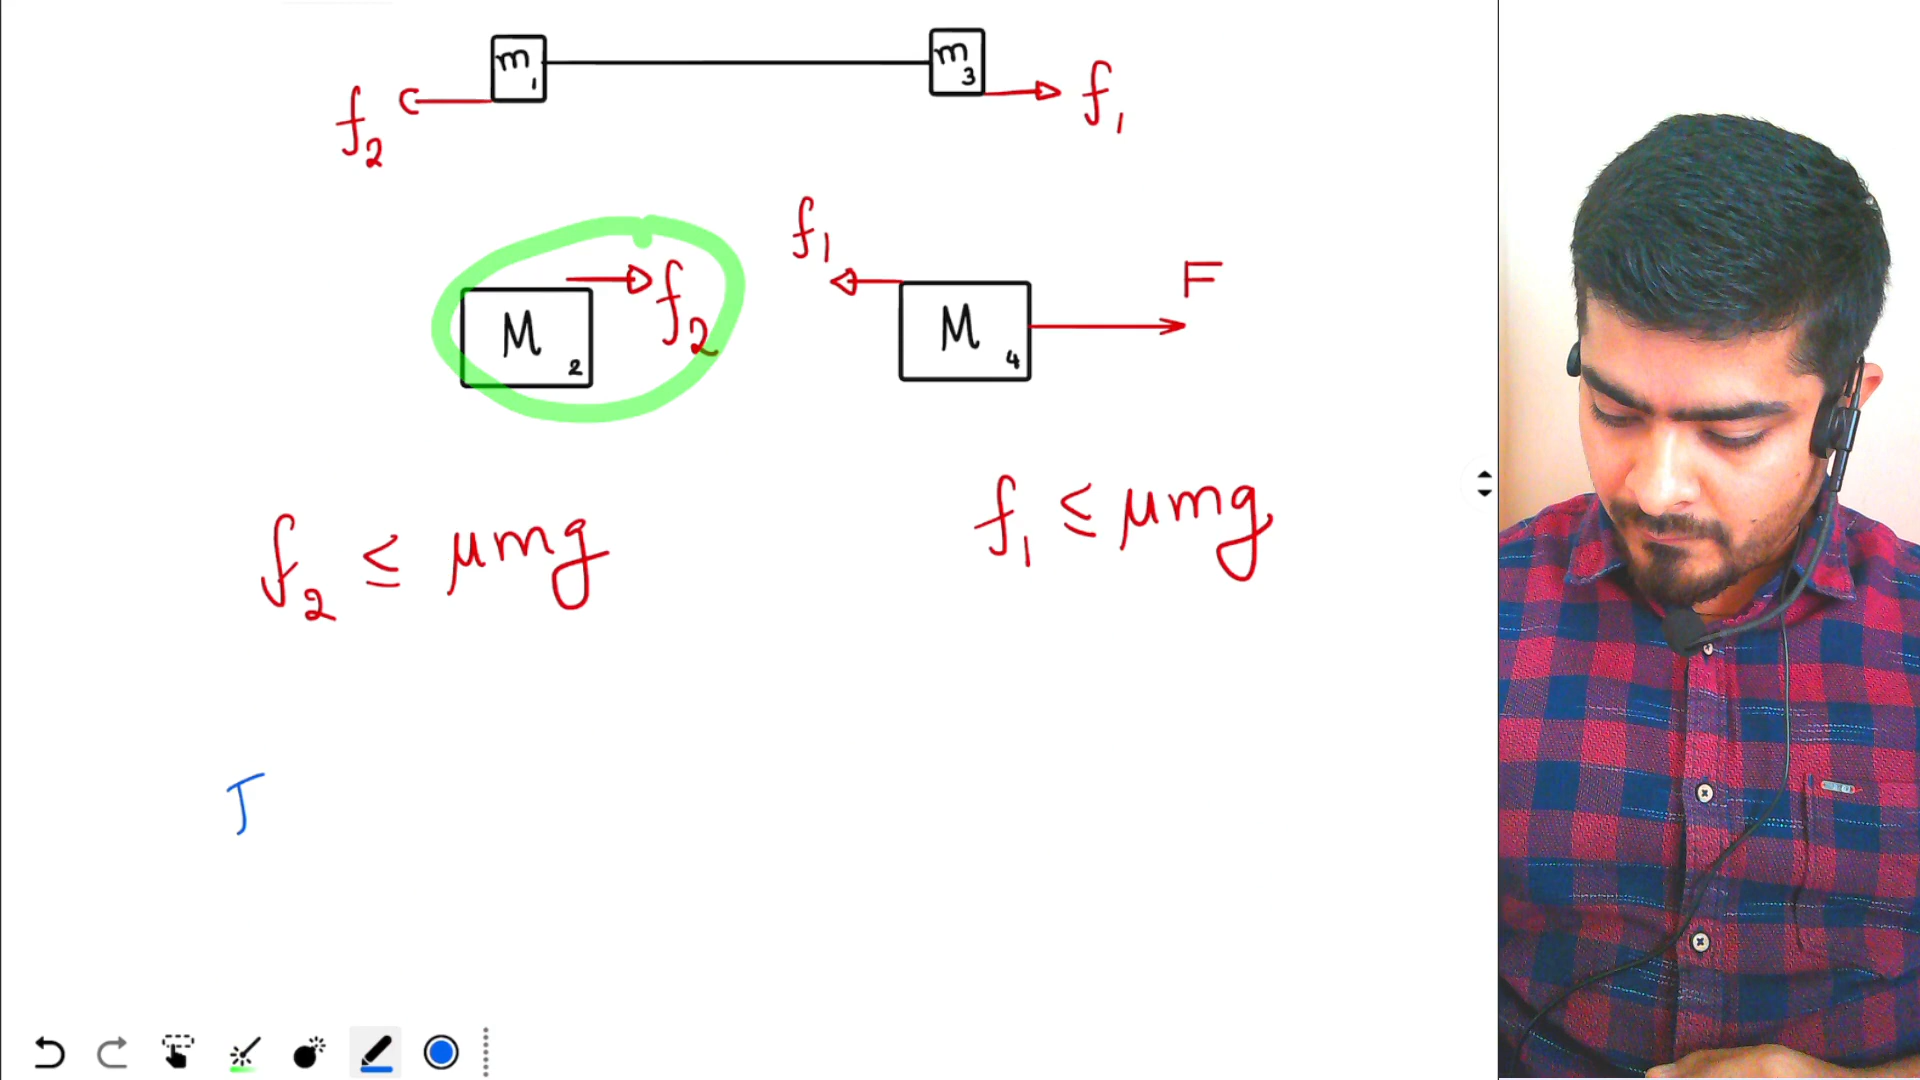 m₁ m₃
f₂ f₁
f₁ F
M₂ f₂ M₄
f₂ ≤ μmg f₁ ≤ μmg
J